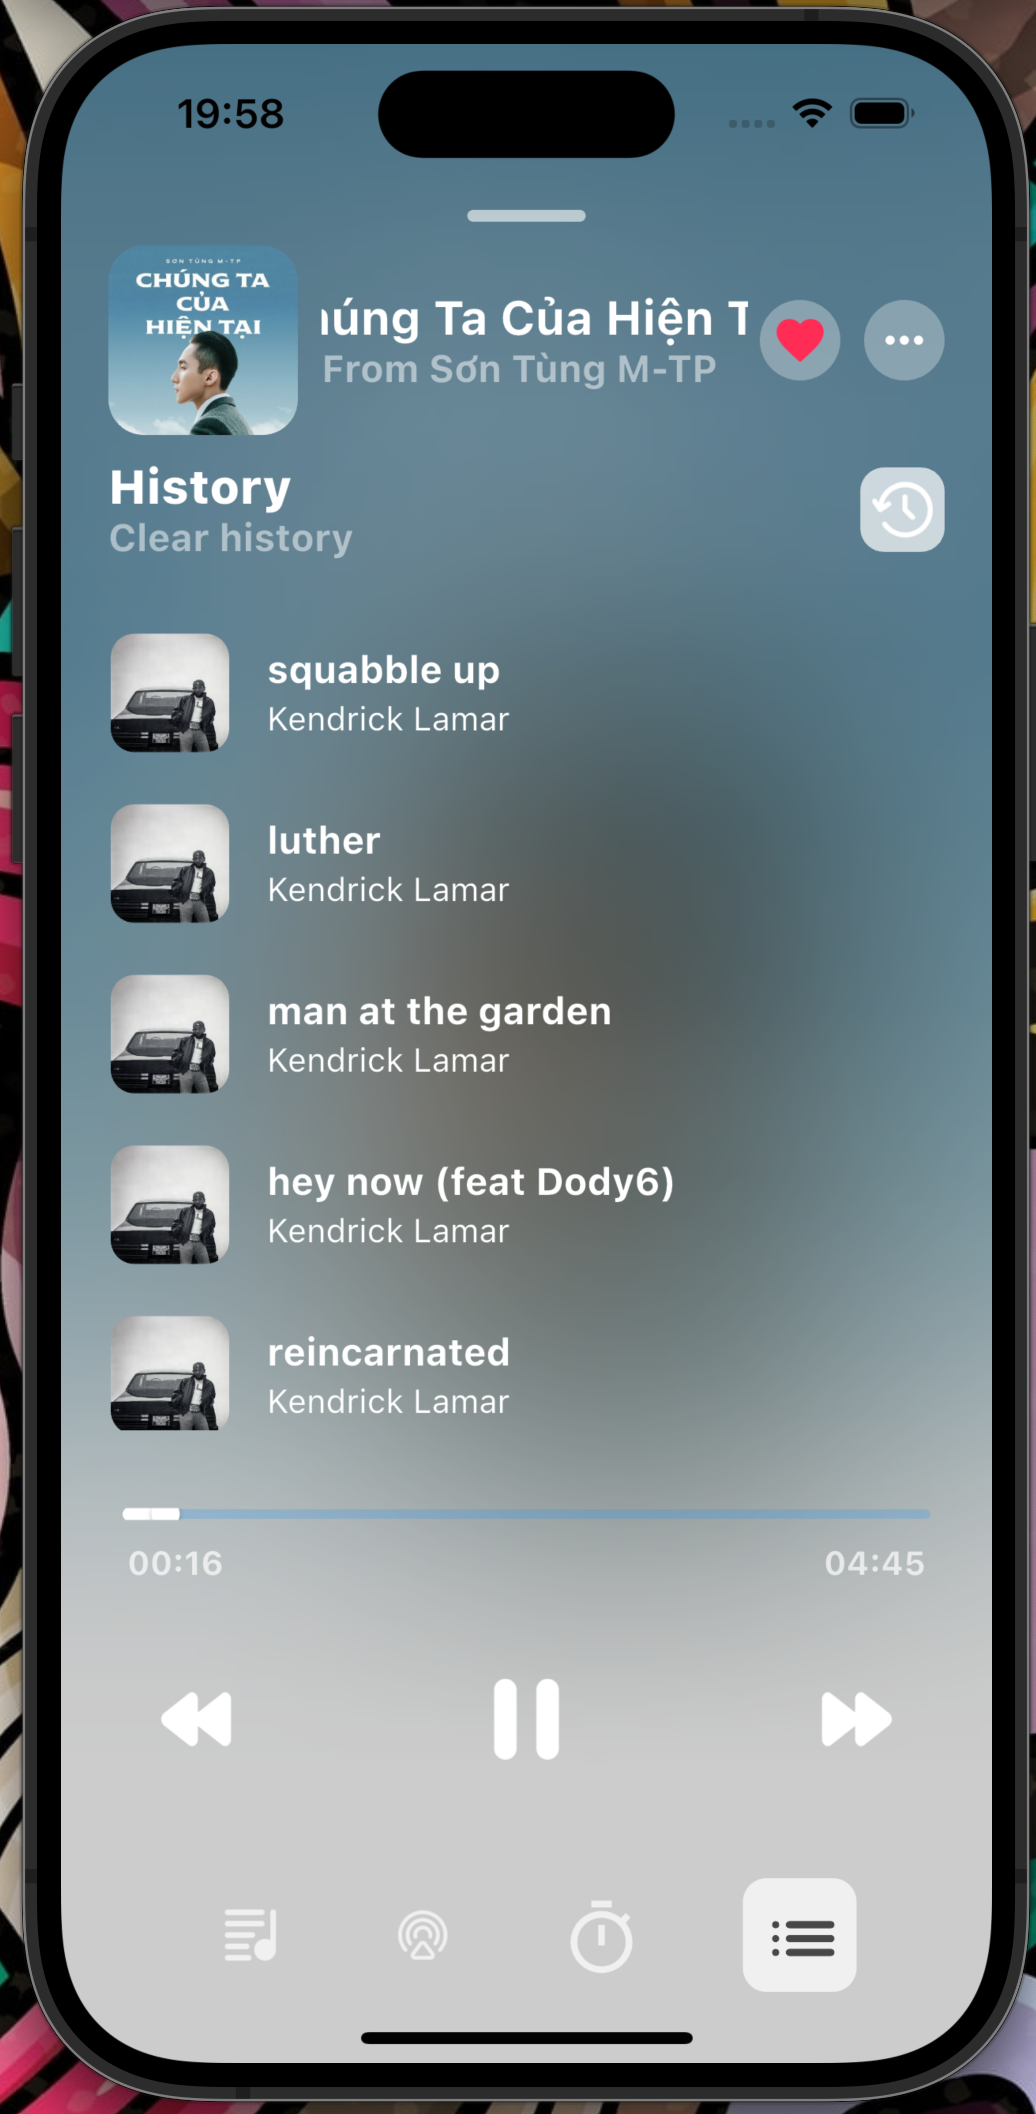 19:58
SƠN TÙNG M-TP
CHÚNG TA
CỦA
HIỆN TẠI
úng Ta Của Hiện T
From Sơn Tùng M-TP
History
Clear history
squabble up
Kendrick Lamar
luther
Kendrick Lamar
man at the garden
Kendrick Lamar
hey now (feat Dody6)
Kendrick Lamar
reincarnated
Kendrick Lamar
00:16
04:45